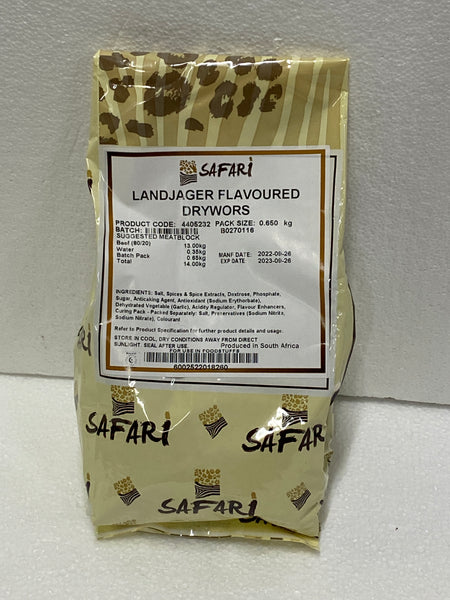 SAFARI
LANDJAGER FLAVOURED
DRYWORS
PRODUCT CODE: 4405232 PACK SIZE: 0.650 kg
BATCH: B0270116
SUGGESTED MEATBLOCK
Beef (80/20) 13.00kg
Water 0.35kg MANF DATE: 2022-09-26
Batch Pack 0.65kg EXP DATE 2023-09-26
Total 14.00kg
INGREDIENTS: Salt, Spices & Spice Extracts, Dextrose, Phosphate,
Sugar, Anticaking Agent, Antioxidant (Sodium Erythorbate),
Dehydrated Vegetable (Garlic), Acidity Regulator, Flavour Enhancers,
Curing Pack - Packed Separately: Salt, Preservatives (Sodium Nitrite,
Sodium Nitrate), Colourant
Refer to Product Specification for further product details and usage.
STORE IN COOL, DRY CONDITIONS AWAY FROM DIRECT
SUNLIGHT. SEAL AFTER USE. Produced in South Africa
FOR USE IN FOODSTUFFS
6002522018260
SAFARI
SAFARI
SAFARI
SAFARI